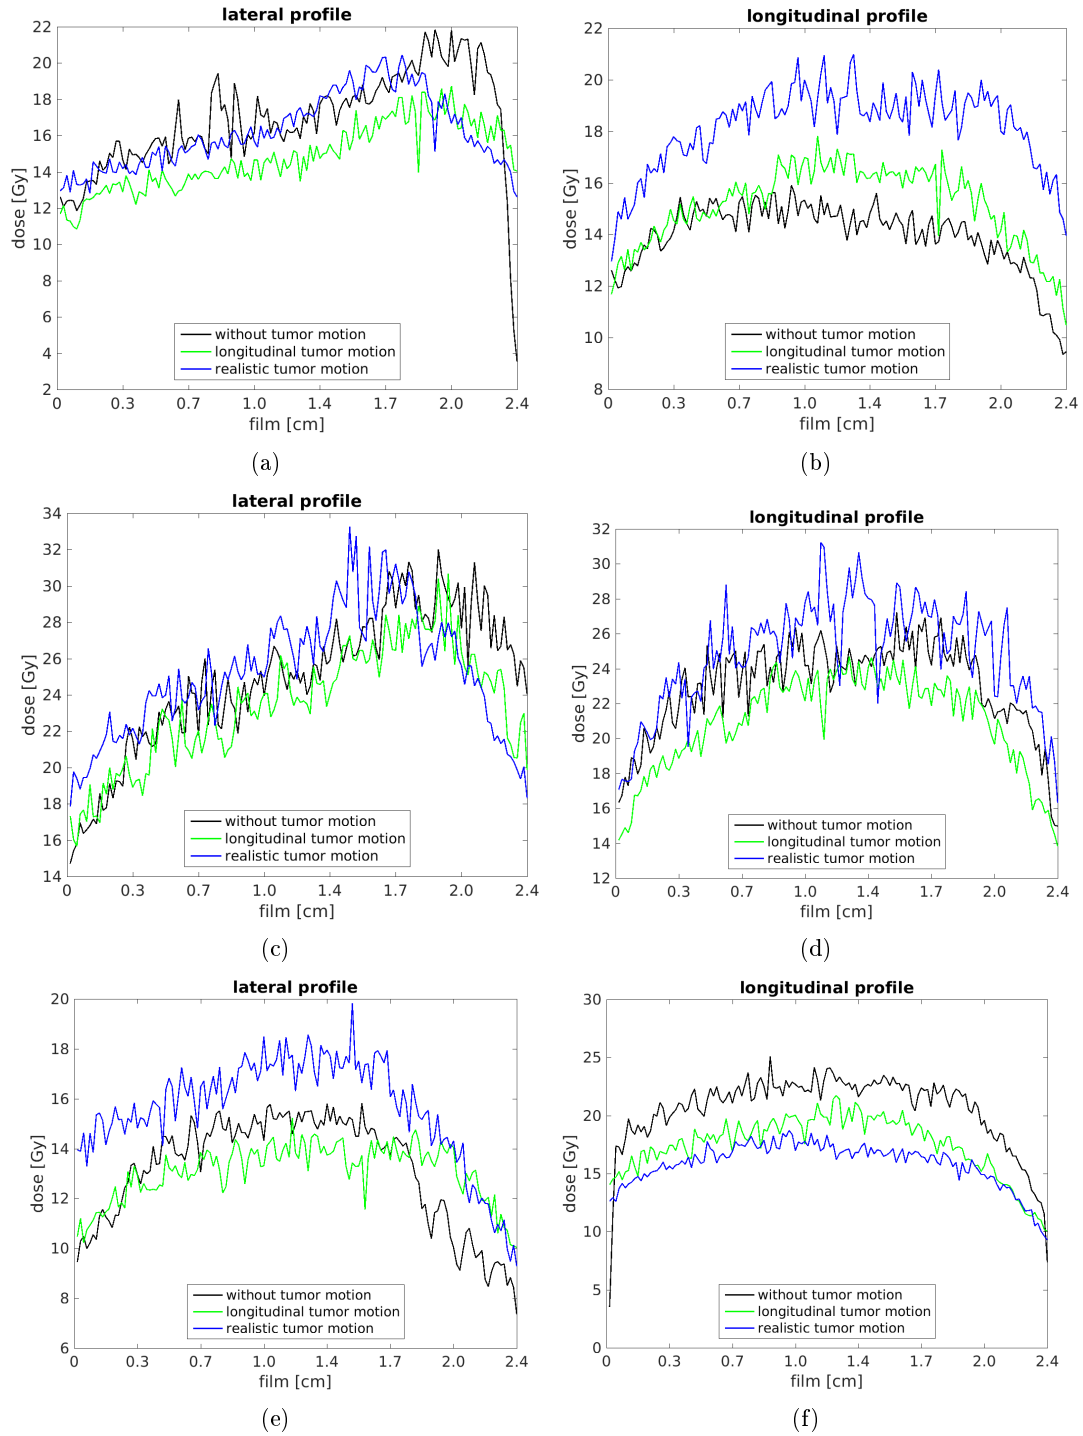 lateral profile
22
20
18
16
14
12
10
8
6
4
2
dose [Gy]
without tumor motion
longitudinal tumor motion
realistic tumor motion
0 0.3 0.7 1.0 1.4 1.7 2.0 2.4
film [cm]
(a)
longitudinal profile
22
20
18
16
14
12
10
8
dose [Gy]
without tumor motion
longitudinal tumor motion
realistic tumor motion
0 0.3 0.7 1.0 1.4 1.7 2.0 2.4
film [cm]
(b)
lateral profile
34
32
30
28
26
24
22
20
18
16
14
dose [Gy]
without tumor motion
longitudinal tumor motion
realistic tumor motion
0 0.3 0.7 1.0 1.4 1.7 2.0 2.4
film [cm]
(c)
longitudinal profile
32
30
28
26
24
22
20
18
16
14
12
dose [Gy]
without tumor motion
longitudinal tumor motion
realistic tumor motion
0 0.3 0.7 1.0 1.4 1.7 2.0 2.4
film [cm]
(d)
lateral profile
20
18
16
14
12
10
8
6
dose [Gy]
without tumor motion
longitudinal tumor motion
realistic tumor motion
0 0.3 0.7 1.0 1.4 1.7 2.0 2.4
film [cm]
(e)
longitudinal profile
30
25
20
15
10
5
0
dose [Gy]
without tumor motion
longitudinal tumor motion
realistic tumor motion
0 0.3 0.7 1.0 1.4 1.7 2.0 2.4
film [cm]
(f)